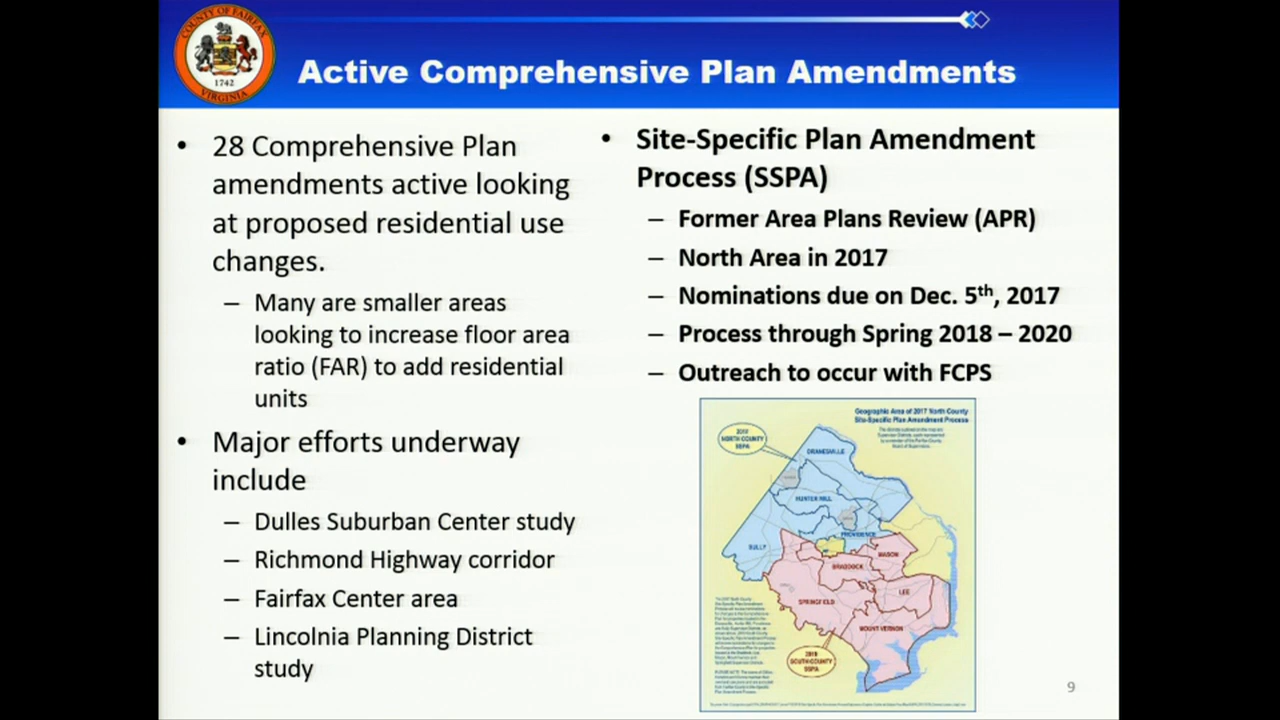 COUNTY OF FAIRFAX
1742
VIRGINIA
Active Comprehensive Plan Amendments
• 28 Comprehensive Plan
amendments active looking
at proposed residential use
changes.
– Many are smaller areas
looking to increase floor area
ratio (FAR) to add residential
units
• Major efforts underway
include
– Dulles Suburban Center study
– Richmond Highway corridor
– Fairfax Center area
– Lincolnia Planning District
study
• Site-Specific Plan Amendment
Process (SSPA)
– Former Area Plans Review (APR)
– North Area in 2017
– Nominations due on Dec. 5th, 2017
– Process through Spring 2018 – 2020
– Outreach to occur with FCPS
Geographic Area of 2017 North County
Site-Specific Plan Amendment Process
2017
NORTH COUNTY
SSPA
DRANESVILLE
HUNTER MILL
PROVIDENCE
SULLY
MASON
BRADDOCK
LEE
SPRINGFIELD
MOUNT VERNON
SOUTH COUNTY
SSPA
9